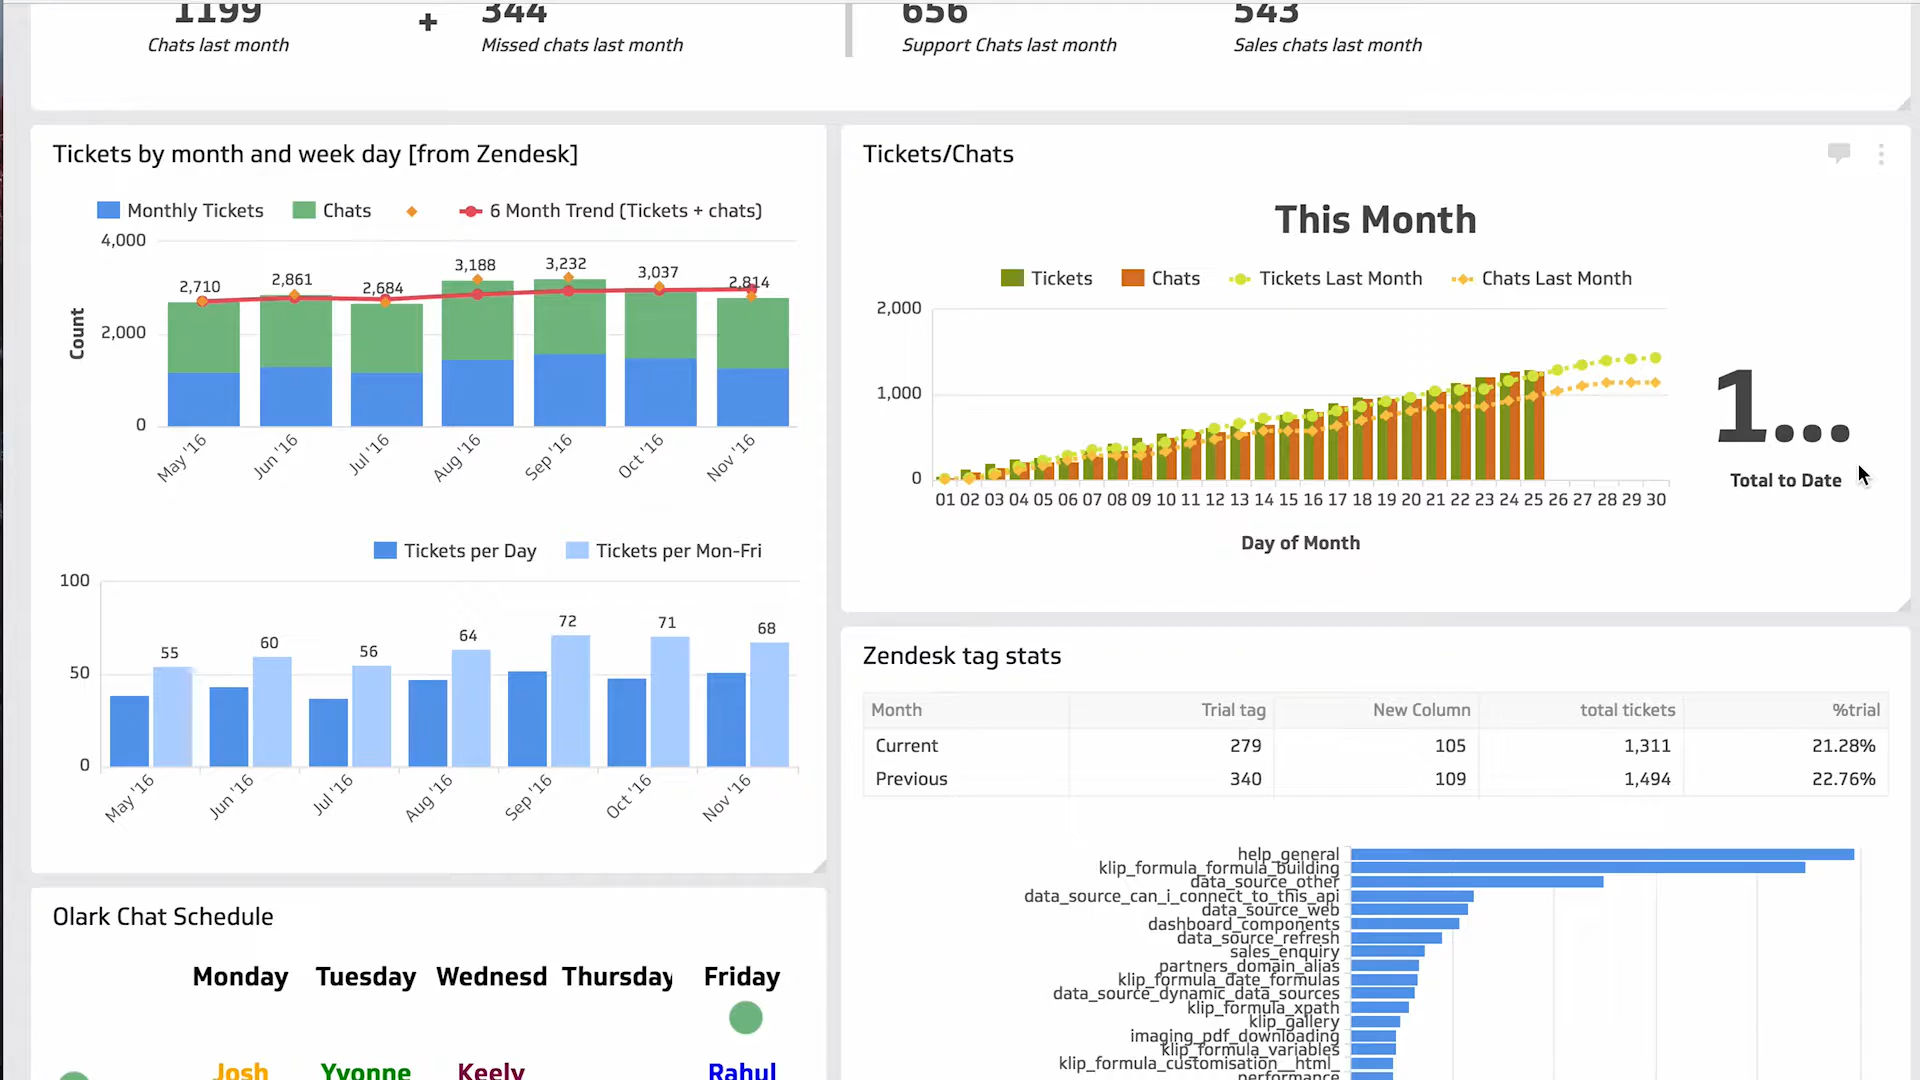 1199
+
344
656
543
Chats last month
Missed chats last month
Support Chats last month
Sales chats last month
Tickets by month and week day [from Zendesk]
Monthly Tickets
Chats
6 Month Trend (Tickets + chats)
4,000
2,000
0
Count
2,710
2,861
2,684
3,188
3,232
3,037
2,814
May '16
Jun '16
Jul '16
Aug '16
Sep '16
Oct '16
Nov '16
Tickets per Day
Tickets per Mon-Fri
100
50
0
55
60
56
64
72
71
68
May '16
Jun '16
Jul '16
Aug '16
Sep '16
Oct '16
Nov '16
Tickets/Chats
This Month
Tickets
Chats
Tickets Last Month
Chats Last Month
2,000
1,000
0
01 02 03 04 05 06 07 08 09 10 11 12 13 14 15 16 17 18 19 20 21 22 23 24 25 26 27 28 29 30
Day of Month
1...
Total to Date
Zendesk tag stats
Month Trial tag New Column total tickets %trial
Current 279 105 1,311 21.28%
Previous 340 109 1,494 22.76%
help_general
klip_formula_formula_building
data_source_other
data_source_can_i_connect_to_this_api
data_source_web
dashboard_components
data_source_refresh
sales_enquiry
partners_domain_alias
klip_formula_date_formulas
data_source_dynamic_data_sources
klip_formula_xpath
klip_gallery
imaging_pdf_downloading
klip_formula_variables
klip_formula_customisation__html_
performance
Olark Chat Schedule
Monday Tuesday Wednesd Thursday Friday
Josh Yvonne Keely Rahul